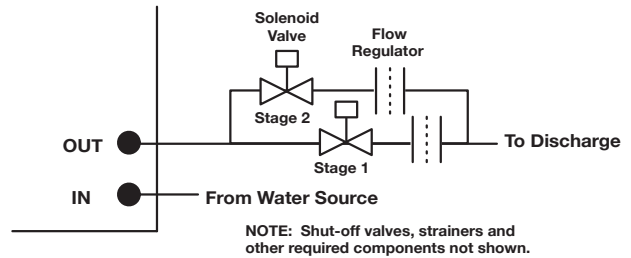 Solenoid
Valve
Flow
Regulator
Stage 2
OUT
To Discharge
Stage 1
IN
From Water Source
NOTE: Shut-off valves, strainers and
other required components not shown.